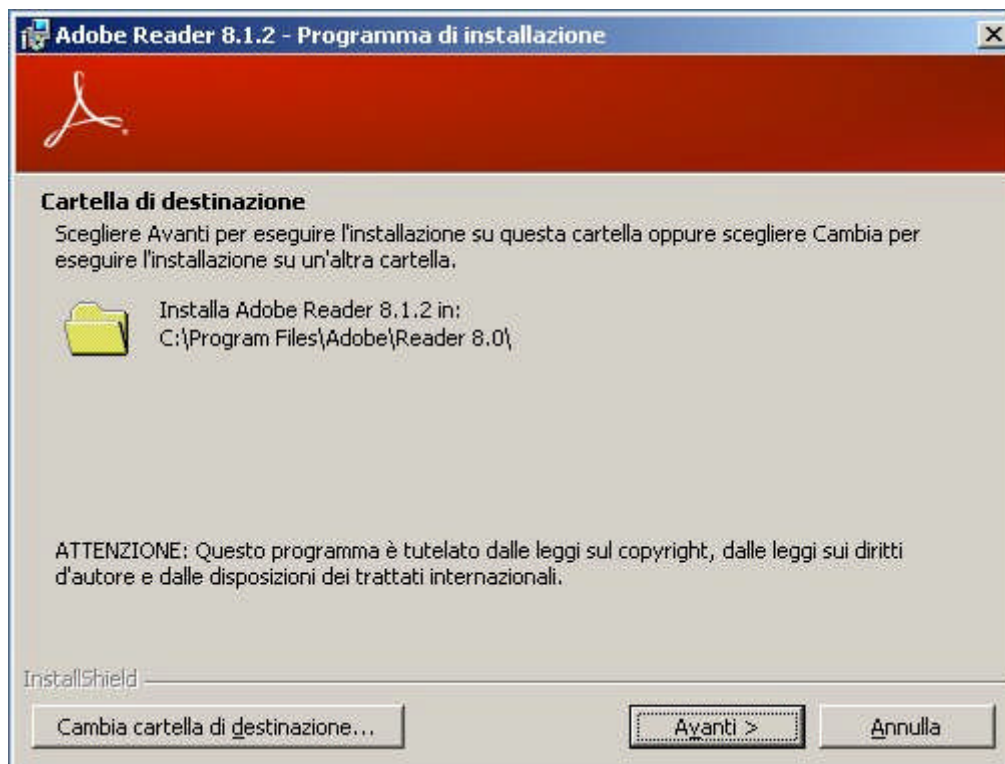 Adobe Reader 8.1.2 - Programma di installazione
Cartella di destinazione
Scegliere Avanti per eseguire l'installazione su questa cartella oppure scegliere Cambia per
eseguire l'installazione su un'altra cartella.
Installa Adobe Reader 8.1.2 in:
C:\Program Files\Adobe\Reader 8.0\
ATTENZIONE: Questo programma è tutelato dalle leggi sul copyright, dalle leggi sui diritti
d'autore e dalle disposizioni dei trattati internazionali.
InstallShield
Cambia cartella di destinazione...
Avanti >
Annulla